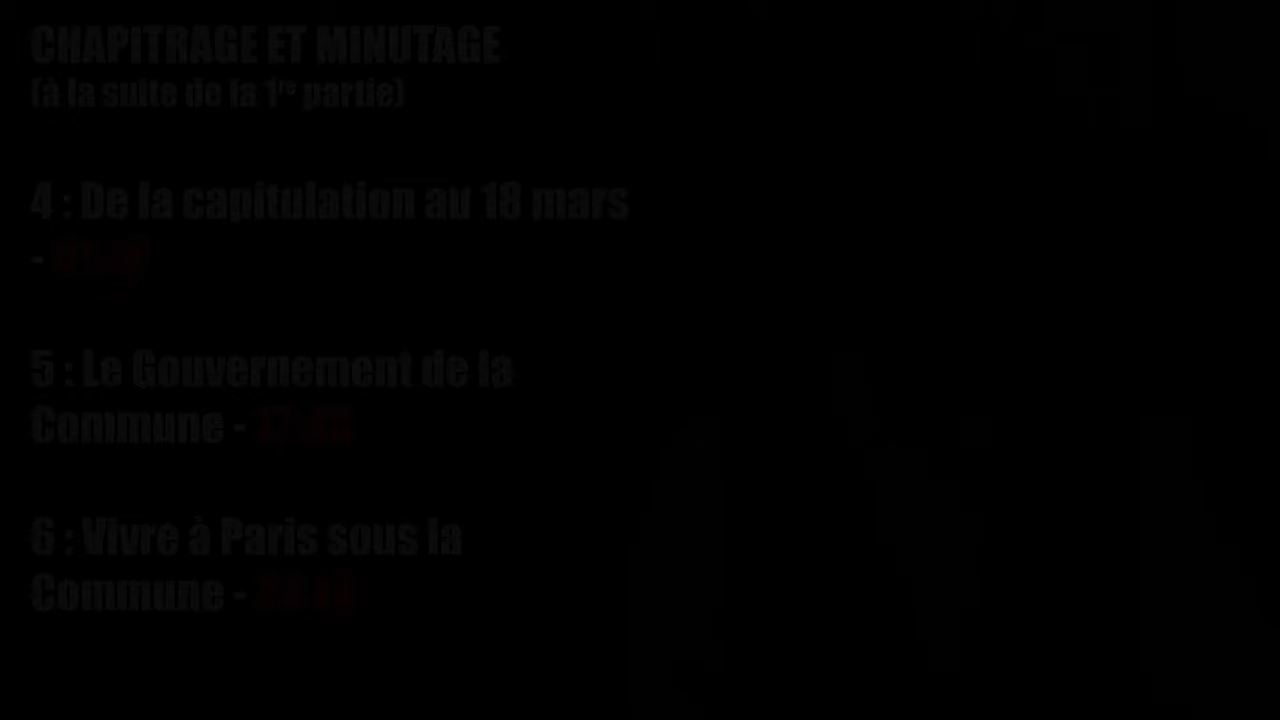 CHAPITRAGE ET MINUTAGE
(à la suite de la 1re partie)
4 : De la capitulation au 18 mars
-
5 : Le Gouvernement de la
Commune -
6 : Vivre à Paris sous la
Commune -